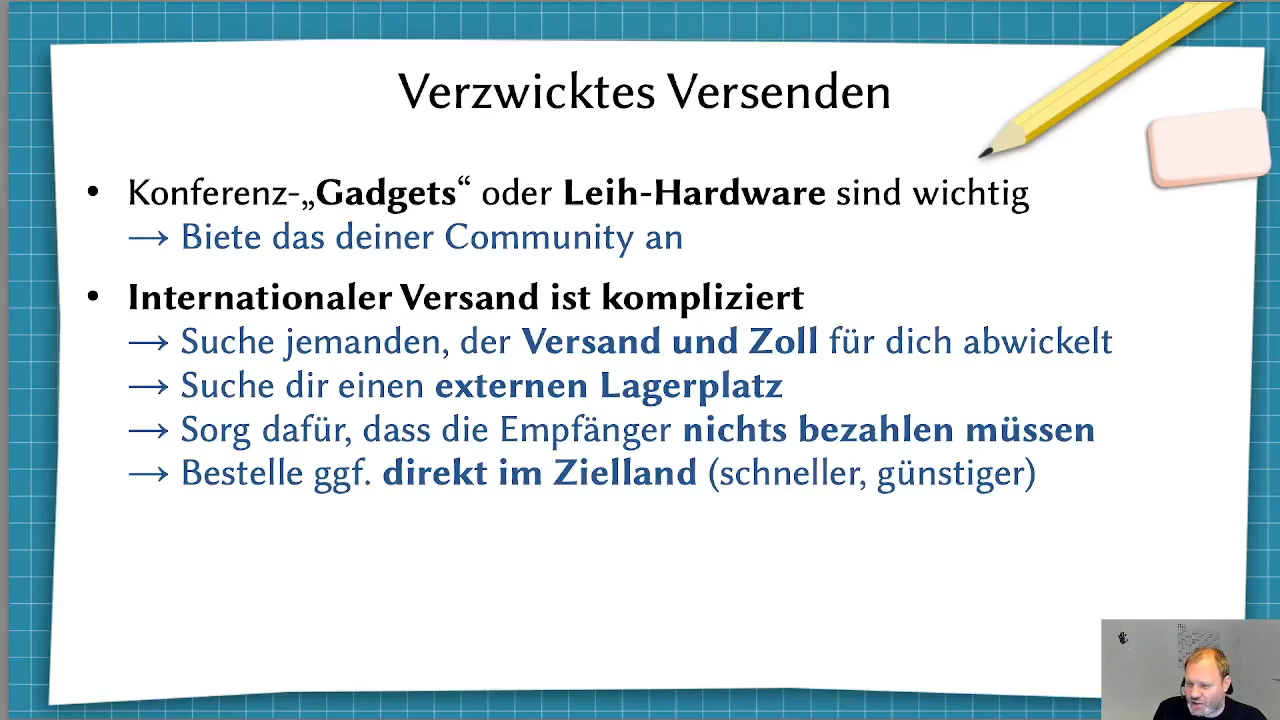 Verzwicktes Versenden
• Konferenz-„Gadgets“ oder Leih-Hardware sind wichtig
→ Biete das deiner Community an
• Internationaler Versand ist kompliziert
→ Suche jemanden, der Versand und Zoll für dich abwickelt
→ Suche dir einen externen Lagerplatz
→ Sorg dafür, dass die Empfänger nichts bezahlen müssen
→ Bestelle ggf. direkt im Zielland (schneller, günstiger)